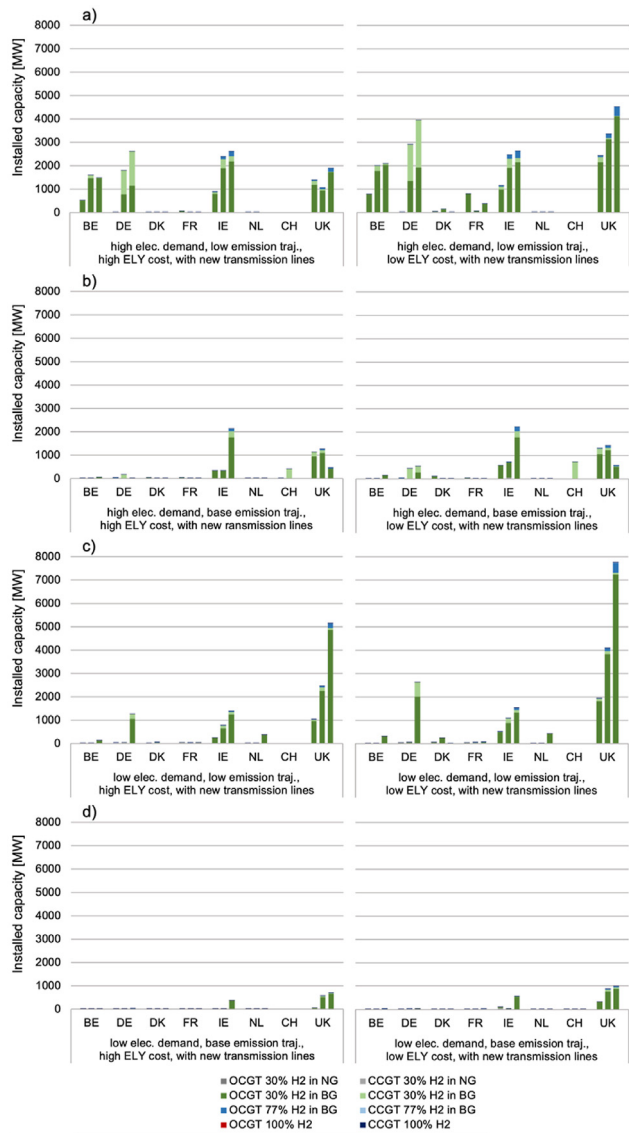 a)
Installed capacity [MW]
8000
7000
6000
5000
4000
3000
2000
1000
0
BE DE DK FR IE NL CH UK
BE DE DK FR IE NL CH UK
high elec. demand, low emission traj.,
high ELY cost, with new transmission lines
high elec. demand, low emission traj.,
low ELY cost, with new transmission lines
b)
Installed capacity [MW]
8000
7000
6000
5000
4000
3000
2000
1000
0
BE DE DK FR IE NL CH UK
BE DE DK FR IE NL CH UK
high elec. demand, base emission traj.,
high ELY cost, with new ransmission lines
high elec. demand, base emission traj.,
low ELY cost, with new transmission lines
c)
Installed capacity [MW]
8000
7000
6000
5000
4000
3000
2000
1000
0
BE DE DK FR IE NL CH UK
BE DE DK FR IE NL CH UK
low elec. demand, low emission traj.,
high ELY cost, with new transmission lines
low elec. demand, low emission traj.,
low ELY cost, with new transmission lines
d)
Installed capacity [MW]
8000
7000
6000
5000
4000
3000
2000
1000
0
BE DE DK FR IE NL CH UK
BE DE DK FR IE NL CH UK
low elec. demand, base emission traj.,
high ELY cost, with new transmission lines
low elec. demand, base emission traj.,
low ELY cost, with new transmission lines
OCGT 30% H2 in NG
CCGT 30% H2 in NG
OCGT 30% H2 in BG
CCGT 30% H2 in BG
OCGT 77% H2 in BG
CCGT 77% H2 in BG
OCGT 100% H2
CCGT 100% H2